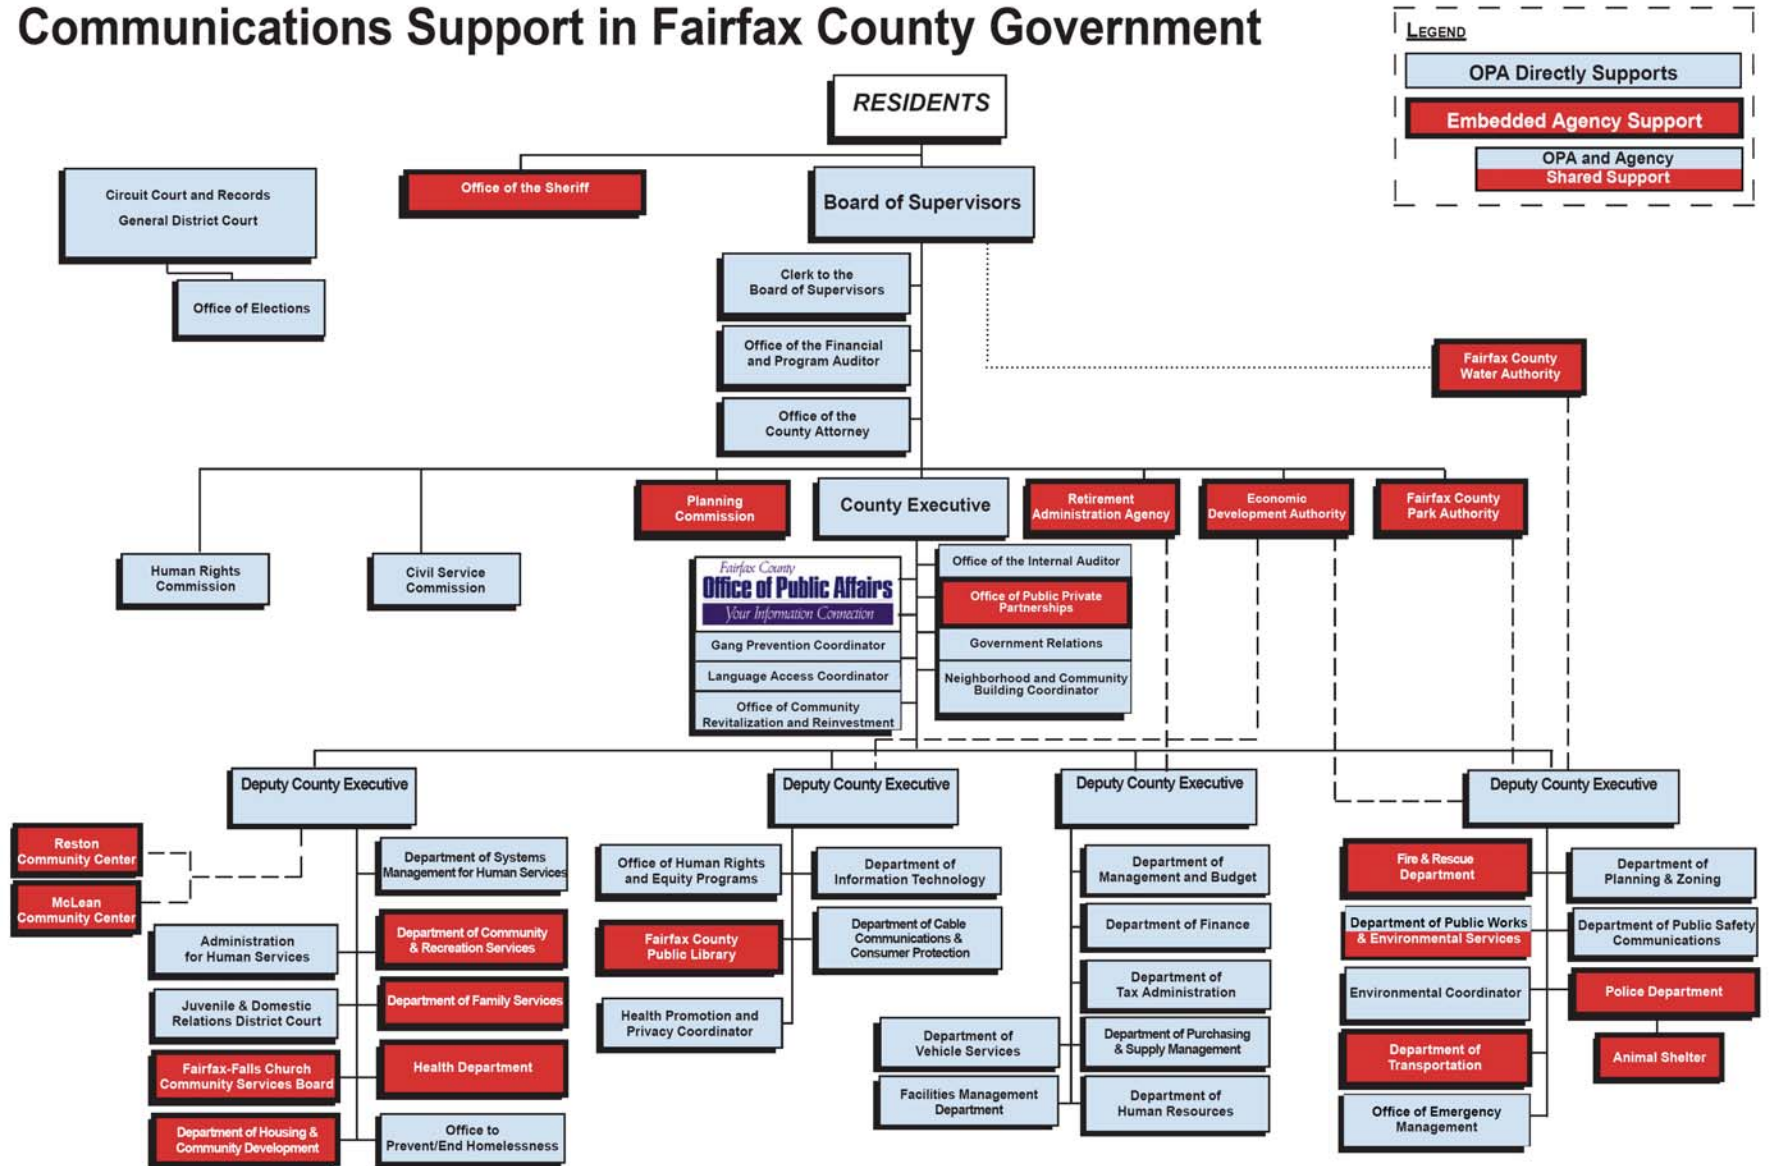 Communications Support in Fairfax County Government
LEGEND
OPA Directly Supports
Embedded Agency Support
OPA and Agency
Shared Support
RESIDENTS
Office of the Sheriff
Board of Supervisors
Circuit Court and Records
General District Court
Office of Elections
Clerk to the
Board of Supervisors
Office of the Financial
and Program Auditor
Office of the
County Attorney
Fairfax County
Water Authority
Planning
Commission
County Executive
Retirement
Administration Agency
Economic
Development Authority
Fairfax County
Park Authority
Human Rights
Commission
Civil Service
Commission
Fairfax County
Office of Public Affairs
Your Information Connection
Gang Prevention Coordinator
Language Access Coordinator
Office of Community
Revitalization and Reinvestment
Office of the Internal Auditor
Office of Public Private
Partnerships
Government Relations
Neighborhood and Community
Building Coordinator
Deputy County Executive
Deputy County Executive
Deputy County Executive
Deputy County Executive
Reston
Community Center
McLean
Community Center
Department of Systems
Management for Human Services
Administration
for Human Services
Department of Community
& Recreation Services
Juvenile & Domestic
Relations District Court
Department of Family Services
Fairfax-Falls Church
Community Services Board
Health Department
Department of Housing &
Community Development
Office to
Prevent/End Homelessness
Office of Human Rights
and Equity Programs
Department of
Information Technology
Fairfax County
Public Library
Department of Cable
Communications &
Consumer Protection
Health Promotion and
Privacy Coordinator
Department of
Management and Budget
Department of Finance
Department of
Tax Administration
Department of
Vehicle Services
Department of Purchasing
& Supply Management
Facilities Management
Department
Department of
Human Resources
Fire & Rescue
Department
Department of
Planning & Zoning
Department of Public Works
& Environmental Services
Department of Public Safety
Communications
Environmental Coordinator
Police Department
Department of
Transportation
Animal Shelter
Office of Emergency
Management